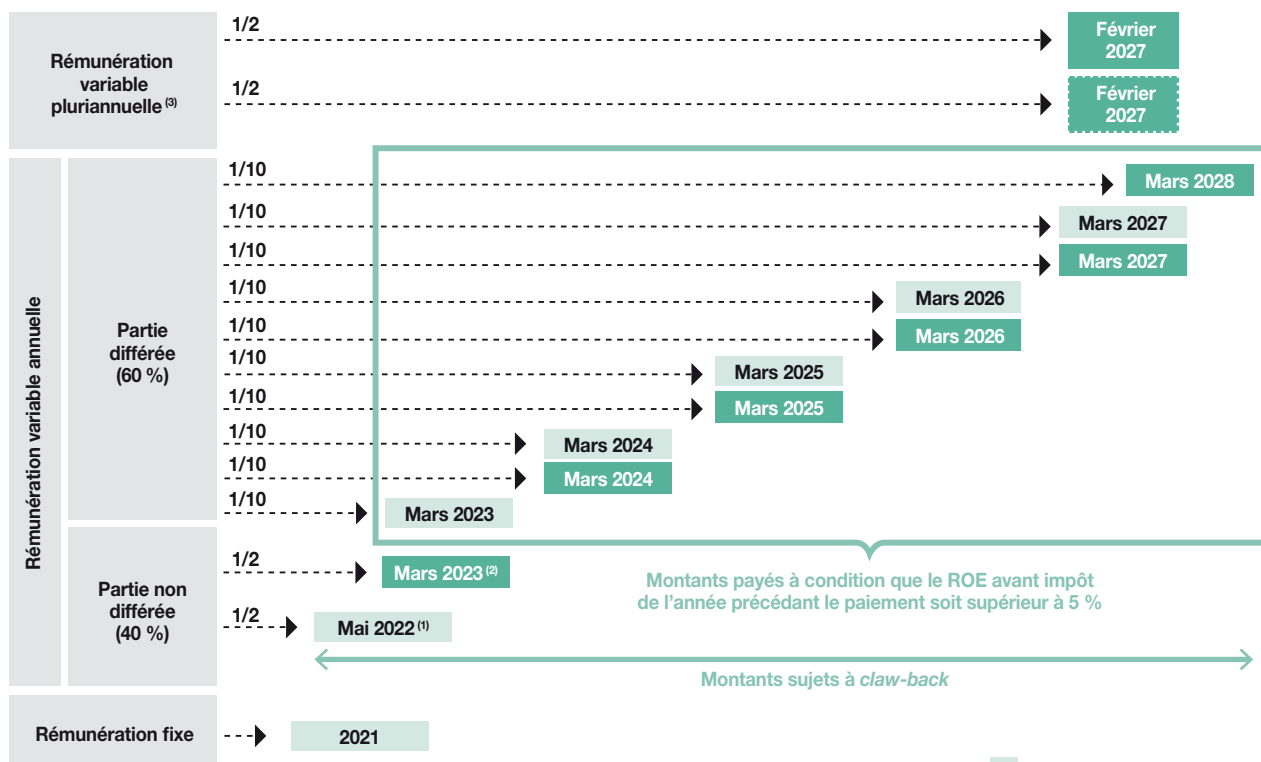 Rémunération
variable
pluriannuelle (3)
1/2
Février
2027
1/2
Février
2027
Rémunération variable annuelle
Partie
différée
(60 %)
1/10
Mars 2028
1/10
Mars 2027
1/10
Mars 2027
1/10
Mars 2026
1/10
Mars 2026
1/10
Mars 2025
1/10
Mars 2025
1/10
Mars 2024
1/10
Mars 2024
1/10
Mars 2023
Partie non
différée
(40 %)
1/2
Mars 2023 (2)
1/2
Mai 2022 (1)
Montants payés à condition que le ROE avant impôt
de l'année précédant le paiement soit supérieur à 5 %
Montants sujets à claw-back
Rémunération fixe
2021